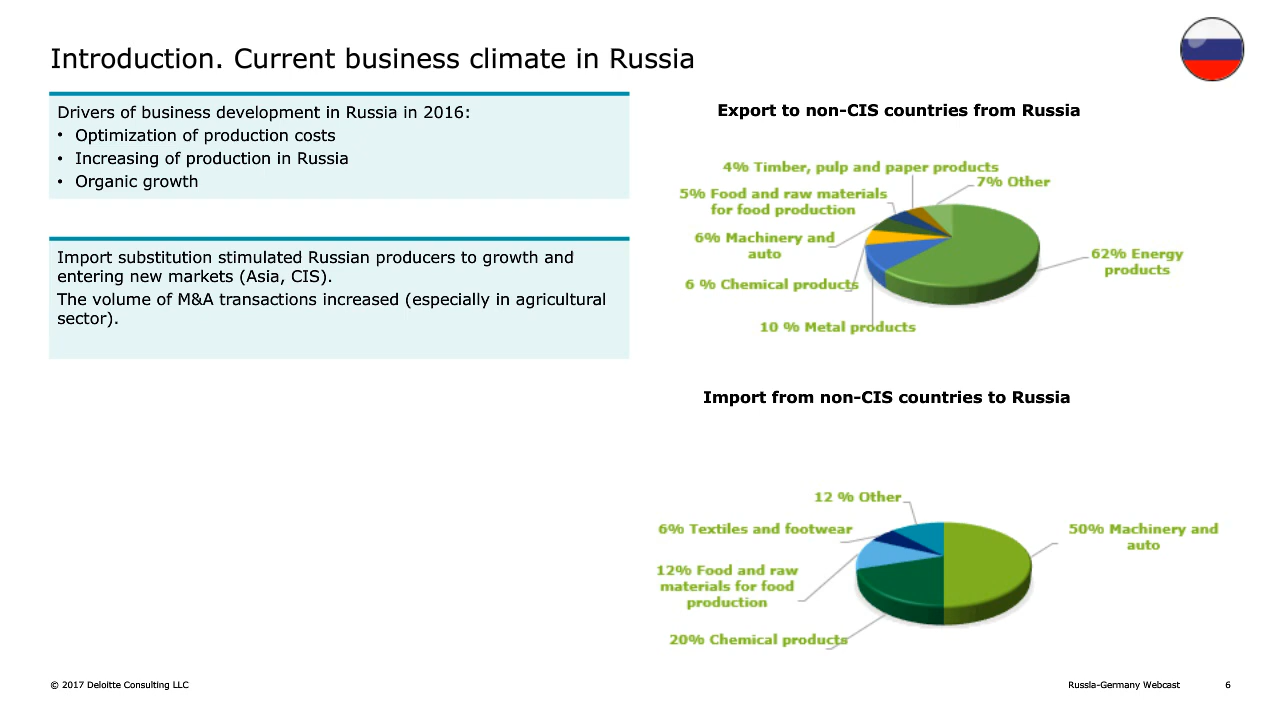 Introduction. Current business climate in Russia
Drivers of business development in Russia in 2016:
• Optimization of production costs
• Increasing of production in Russia
• Organic growth
Import substitution stimulated Russian producers to growth and
entering new markets (Asia, CIS).
The volume of M&A transactions increased (especially in agricultural
sector).
Export to non-CIS countries from Russia
4% Timber, pulp and paper products
7% Other
5% Food and raw materials
for food production
6% Machinery and
auto
62% Energy
products
6 % Chemical products
10 % Metal products
Import from non-CIS countries to Russia
12 % Other
6% Textiles and footwear
50% Machinery and
auto
12% Food and raw
materials for food
production
20% Chemical products
© 2017 Deloitte Consulting LLC
Russla-Germany Webcast
6